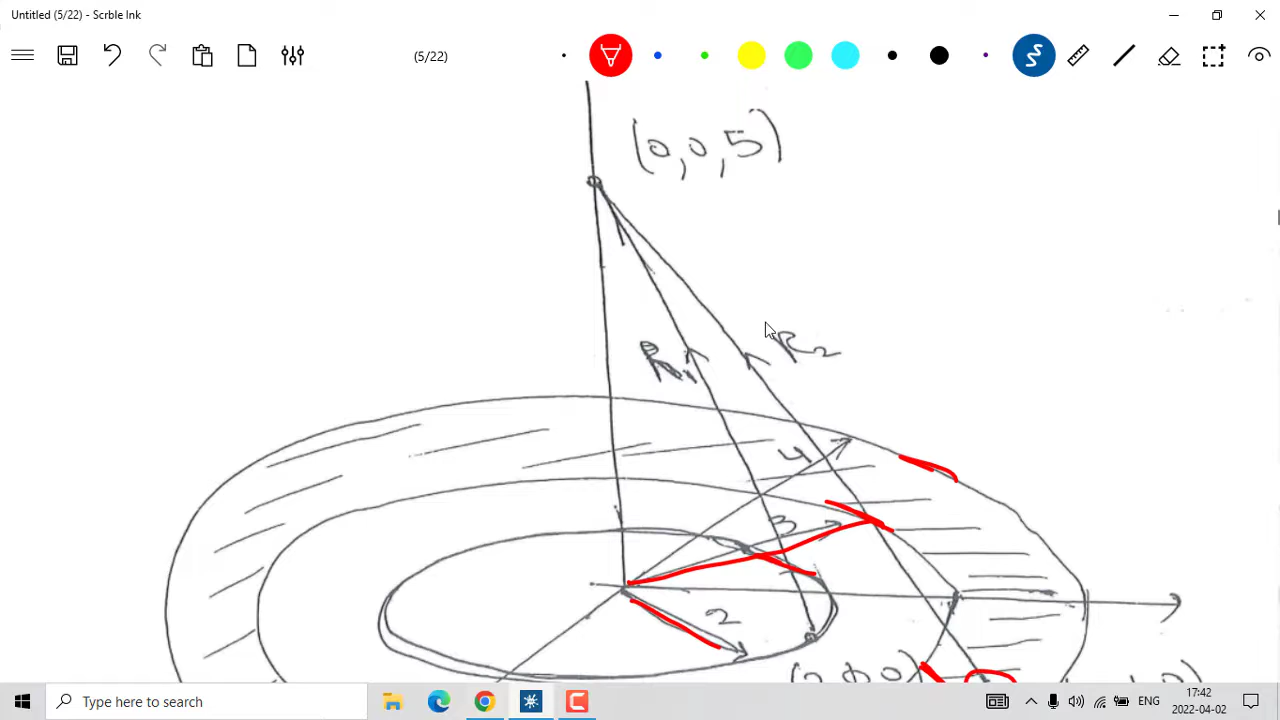 Untitled (5/22) - Scrble Ink
(5/22)
(0,0,5)
R1
R2
4
3
2
Type here to search
ENG
17:42
2022-04-02